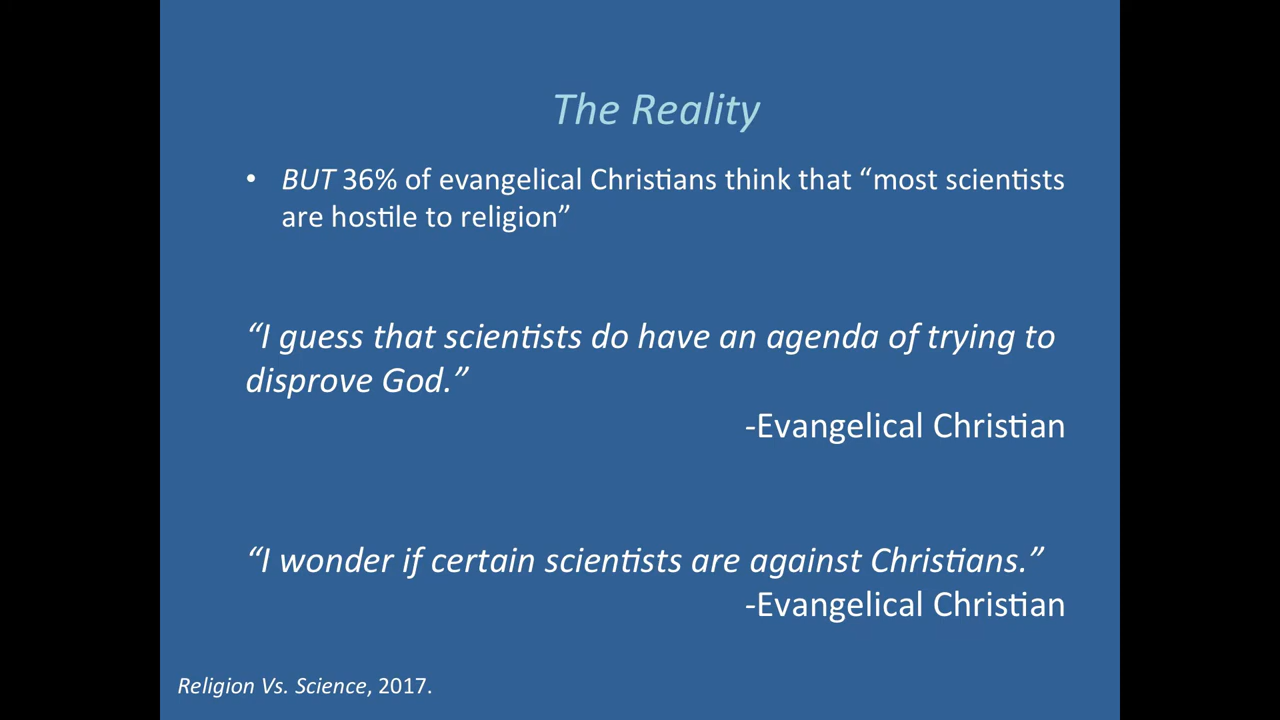 The Reality
• BUT 36% of evangelical Christians think that “most scientists
are hostile to religion”
“I guess that scientists do have an agenda of trying to
disprove God.”
-Evangelical Christian
“I wonder if certain scientists are against Christians.”
-Evangelical Christian
Religion Vs. Science, 2017.